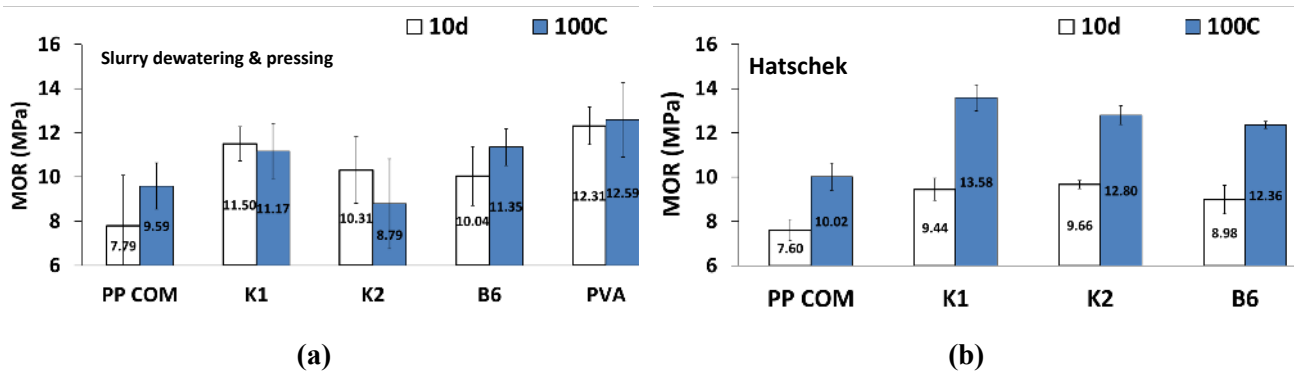 10d 100C
Slurry dewatering & pressing
MOR (MPa)
16
14
12
10
8
6
7.79 9.59 11.50 11.17 10.31 8.79 10.04 11.35 12.31 12.59
PP COM K1 K2 B6 PVA
(a)
10d 100C
Hatschek
MOR (MPa)
16
14
12
10
8
6
7.60 10.02 9.44 13.58 9.66 12.80 8.98 12.36
PP COM K1 K2 B6
(b)